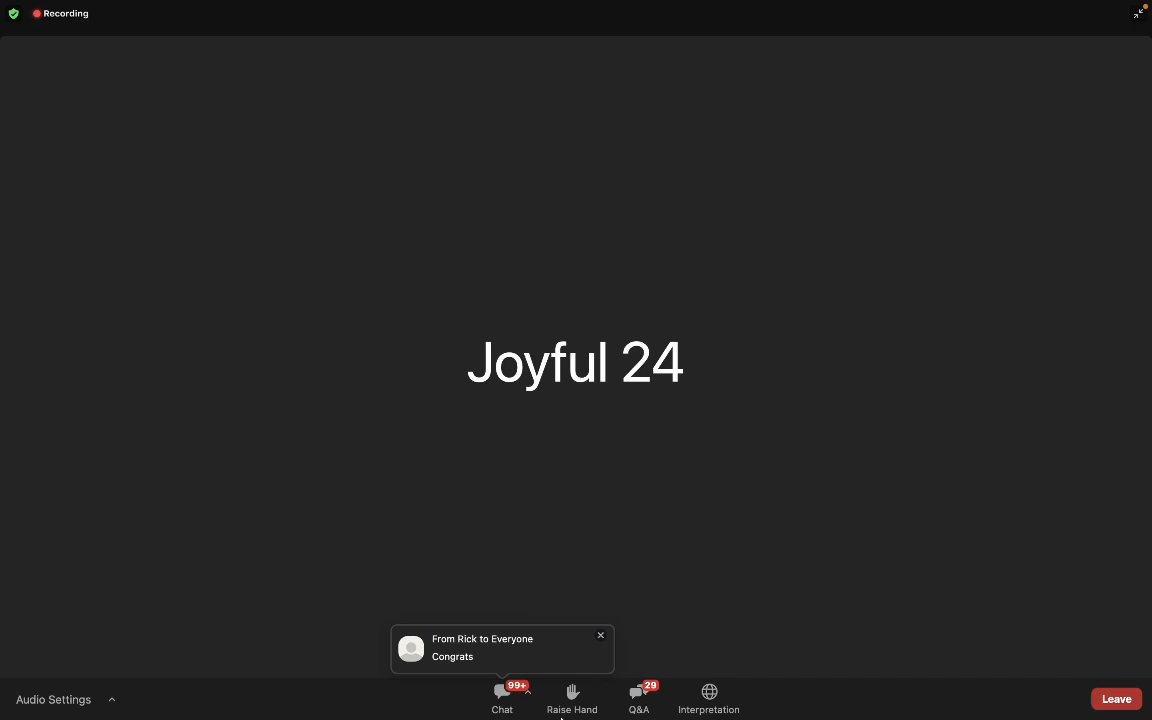 Recording
Joyful 24
From Rick to Everyone
Congrats
Audio Settings
99+
Chat
Raise Hand
29
Q&A
Interpretation
Leave